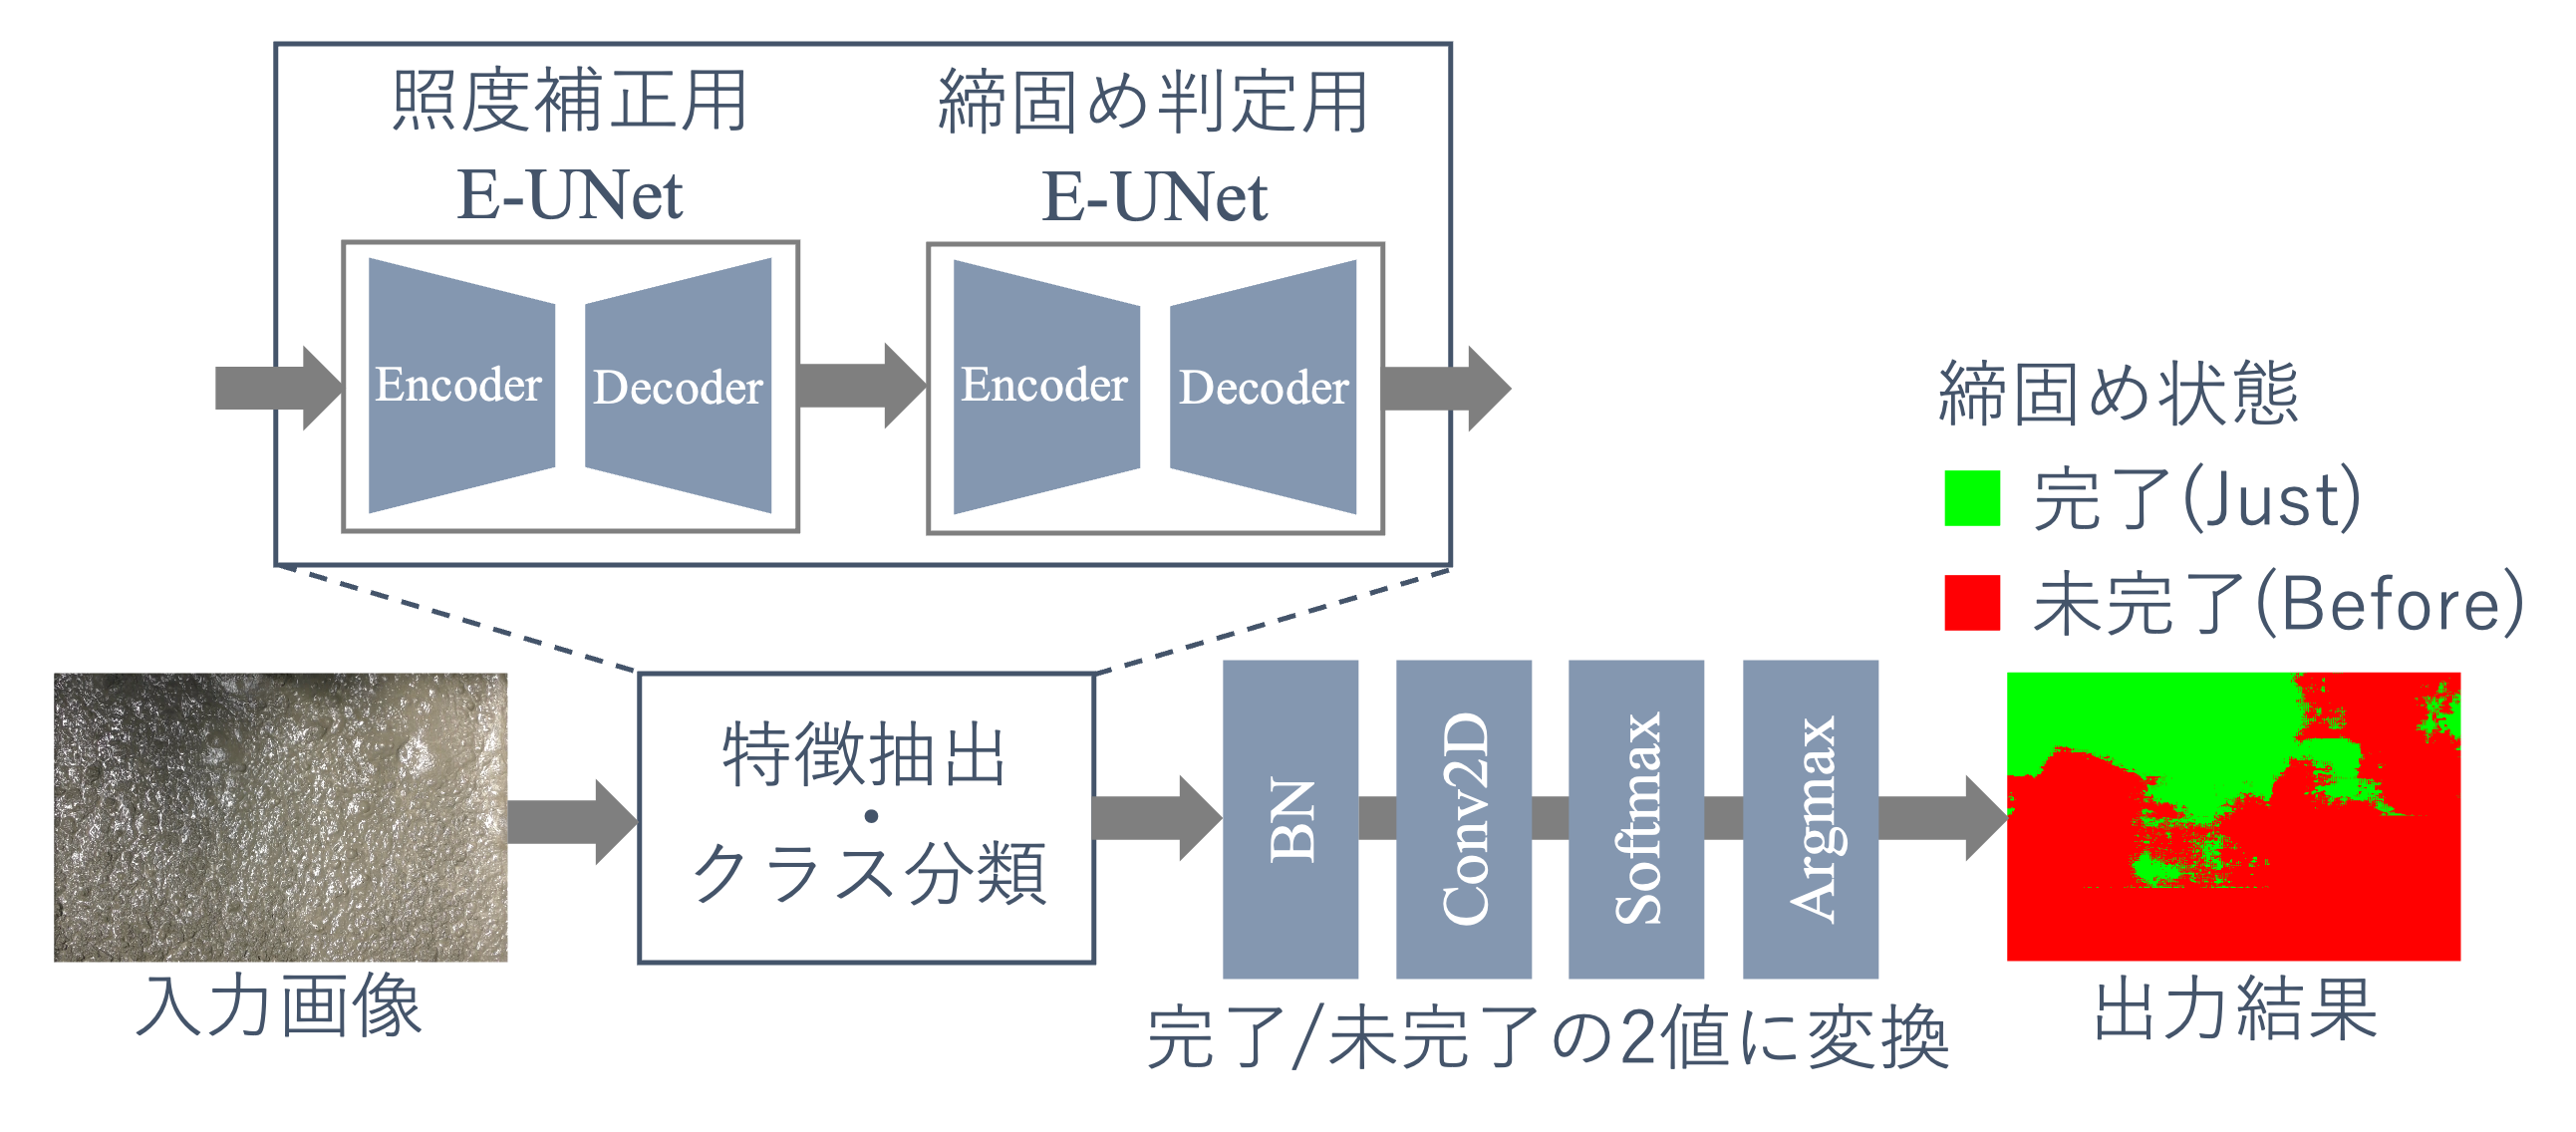 照度補正用
E-UNet
締固め判定用
E-UNet
Encoder
Decoder
Encoder
Decoder
締固め状態
完了(Just)
未完了(Before)
特徴抽出
・
クラス分類
BN
Conv2D
Softmax
Argmax
入力画像
完了/未完了の2値に変換
出力結果